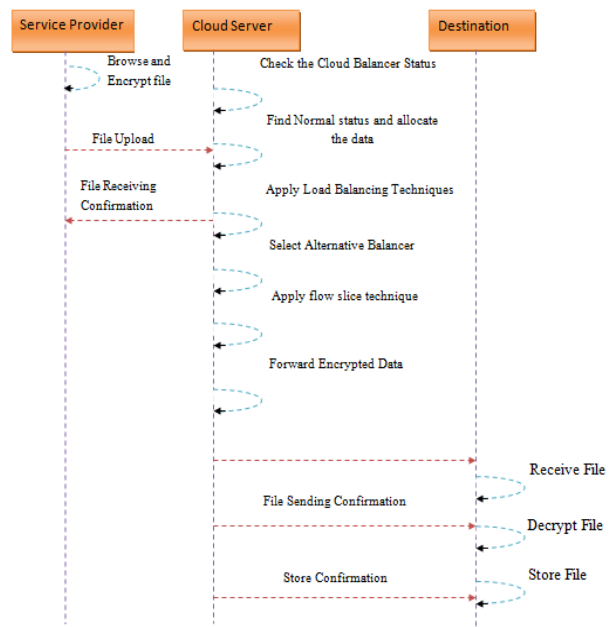 Service Provider
Cloud Server
Destination
Browse and
Encrypt file
Check the Cloud Balancer Status
Find Normal status and allocate
the data
File Upload
File Receiving
Confirmation
Apply Load Balancing Techniques
Select Alternative Balancer
Apply flow slice technique
Forward Encrypted Data
Receive File
File Sending Confirmation
Decrypt File
Store Confirmation
Store File